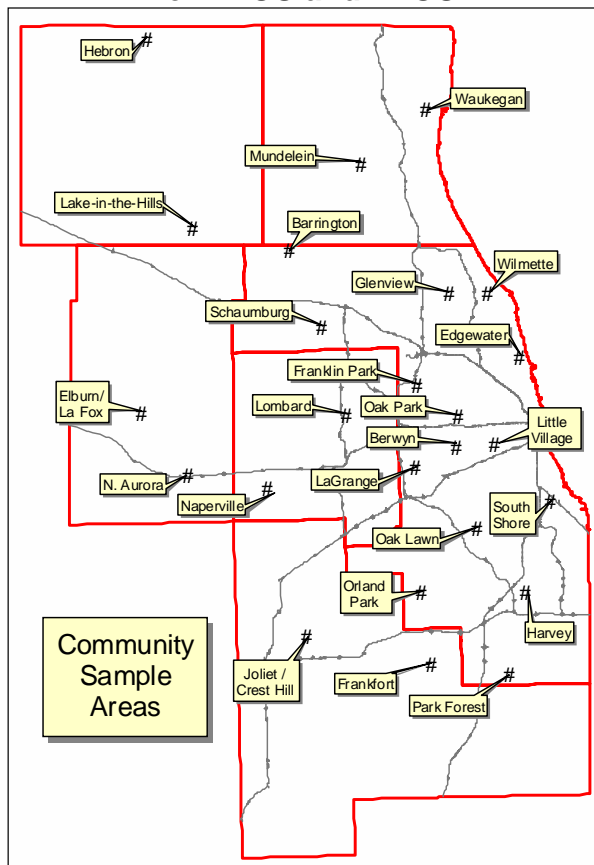 Hebron
Waukegan
Mundelein
Lake-in-the-Hills
Barrington
Wilmette
Glenview
Schaumburg
Edgewater
Franklin Park
Elburn/
La Fox
Lombard
Oak Park
Little
Village
Berwyn
N. Aurora
LaGrange
Naperville
South
Shore
Oak Lawn
Orland
Park
Harvey
Community
Sample
Areas
Joliet /
Crest Hill
Frankfort
Park Forest